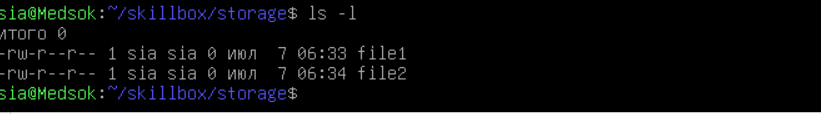 sia@Medsok:~/skillbox/storage$ ls -l
итого 0
-rw-r--r-- 1 sia sia 0 июл  7 06:33 file1
-rw-r--r-- 1 sia sia 0 июл  7 06:34 file2
sia@Medsok:~/skillbox/storage$